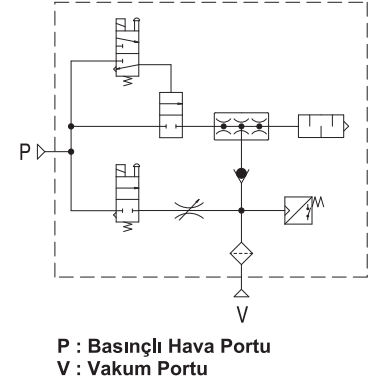 P
V
P : Basınçlı Hava Portu
V : Vakum Portu